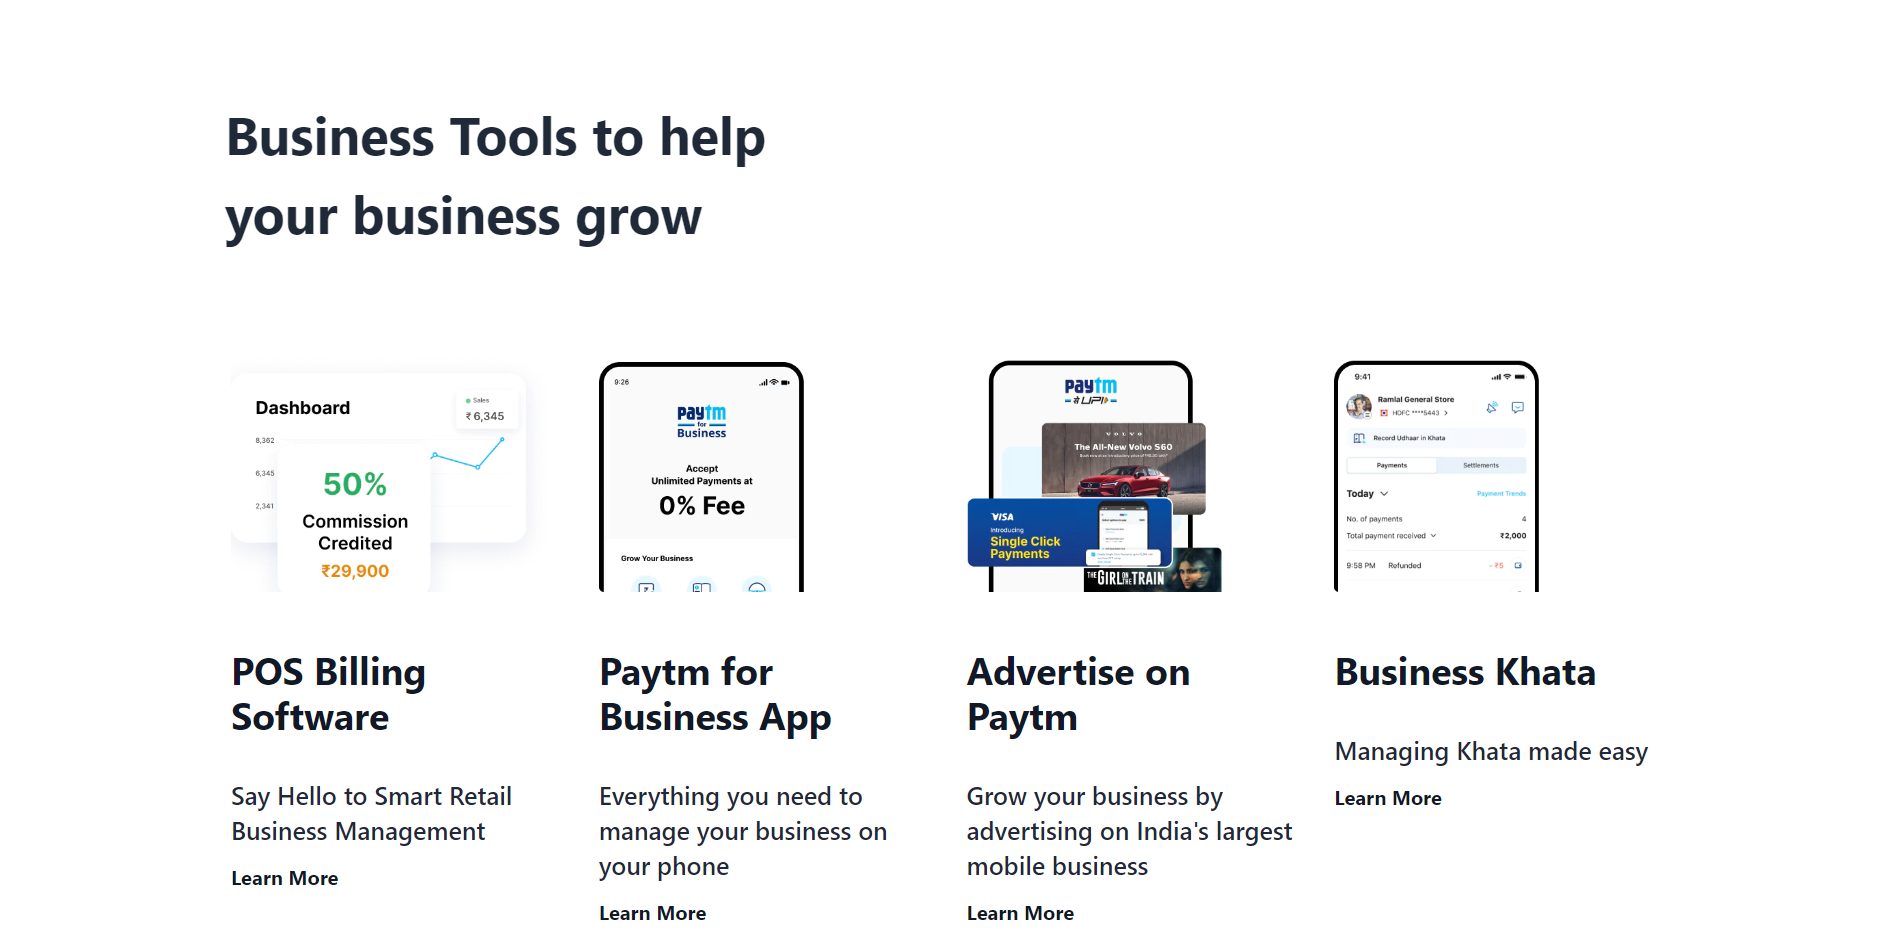 Business Tools to help
your business grow
Dashboard
Sales
₹ 6,345
8,362
6,345
2,341
50%
Commission
Credited
₹29,900
9:26
paytm
for
Business
Accept
Unlimited Payments at
0% Fee
Grow Your Business
paytm
से UPI
VOLVO
The All-New Volvo S60
VISA
Introducing
Single Click
Payments
THE GIRL ON THE TRAIN
9:41
Ramlal General Store
HDFC ****5443
Record Udhaar in Khata
Payments
Settlements
Today
Payment Trends
No. of payments
4
Total payment received
₹2,000
9:58 PM
Refunded
- ₹5
POS Billing
Software
Say Hello to Smart Retail
Business Management
Learn More
Paytm for
Business App
Everything you need to
manage your business on
your phone
Learn More
Advertise on
Paytm
Grow your business by
advertising on India's largest
mobile business
Learn More
Business Khata
Managing Khata made easy
Learn More